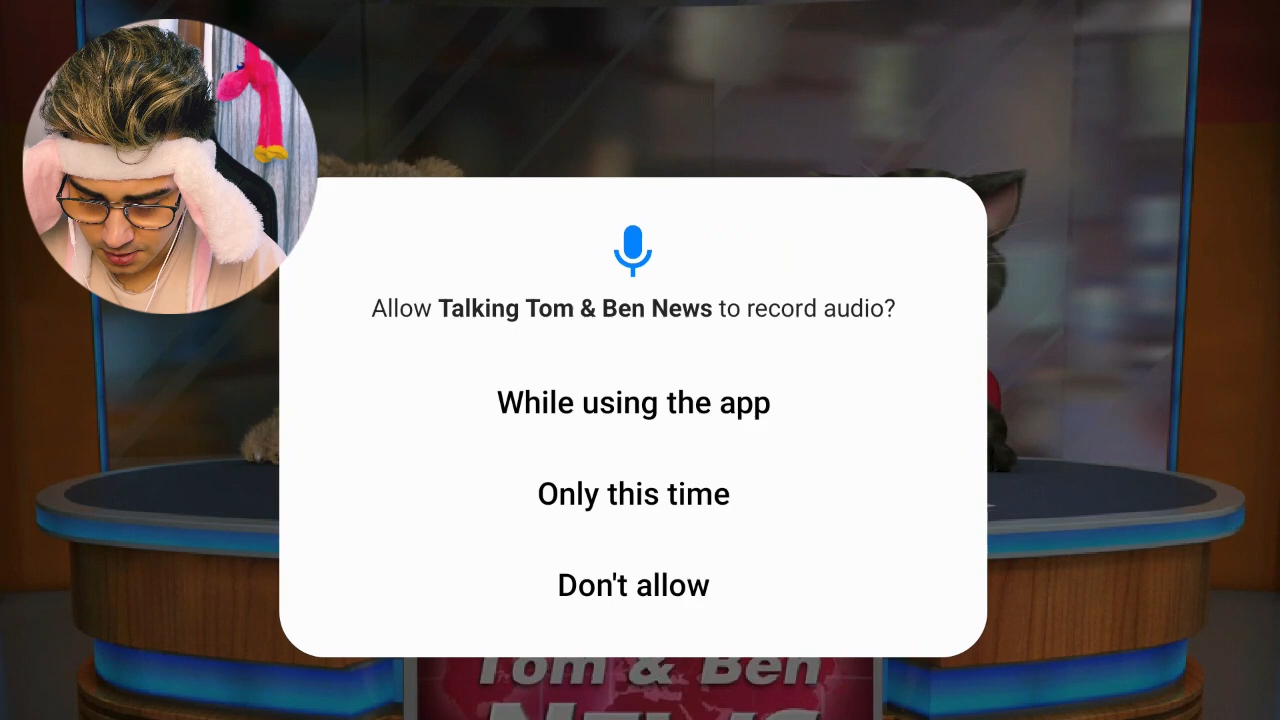 Allow Talking Tom & Ben News to record audio?
While using the app
Only this time
Don't allow
Tom & Ben
NEWS